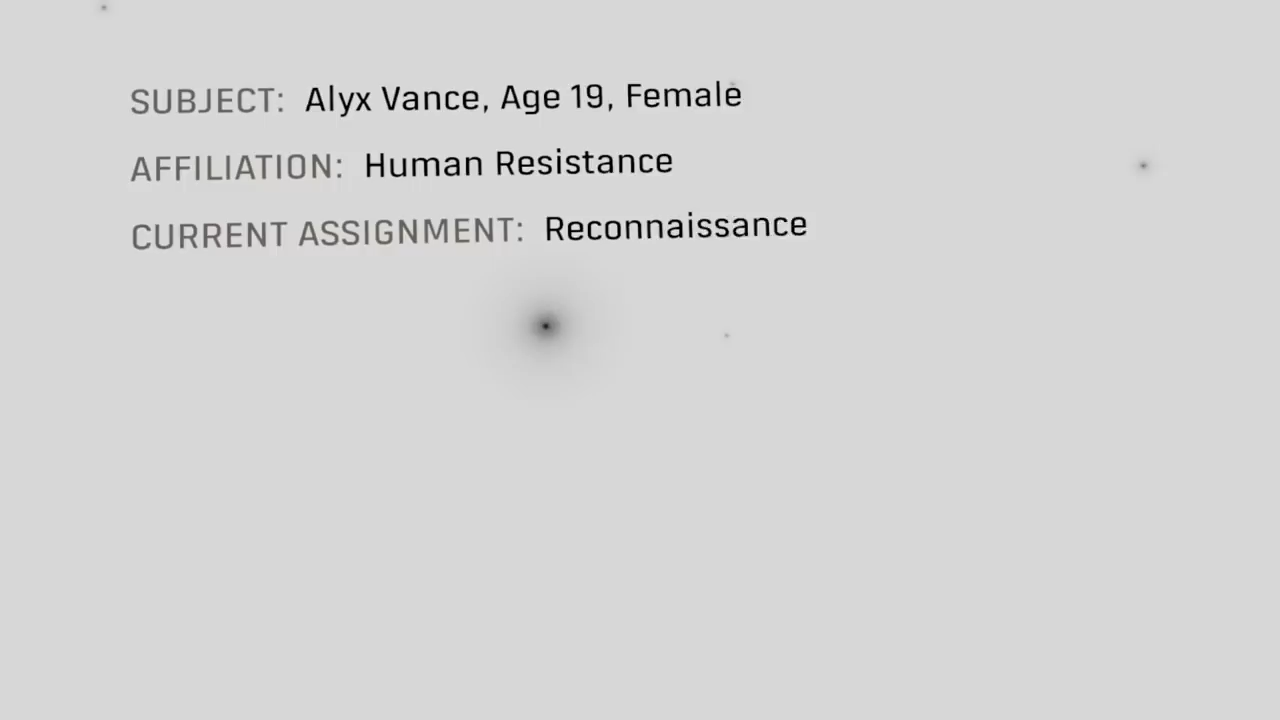 SUBJECT: Alyx Vance, Age 19, Female
AFFILIATION: Human Resistance
CURRENT ASSIGNMENT: Reconnaissance